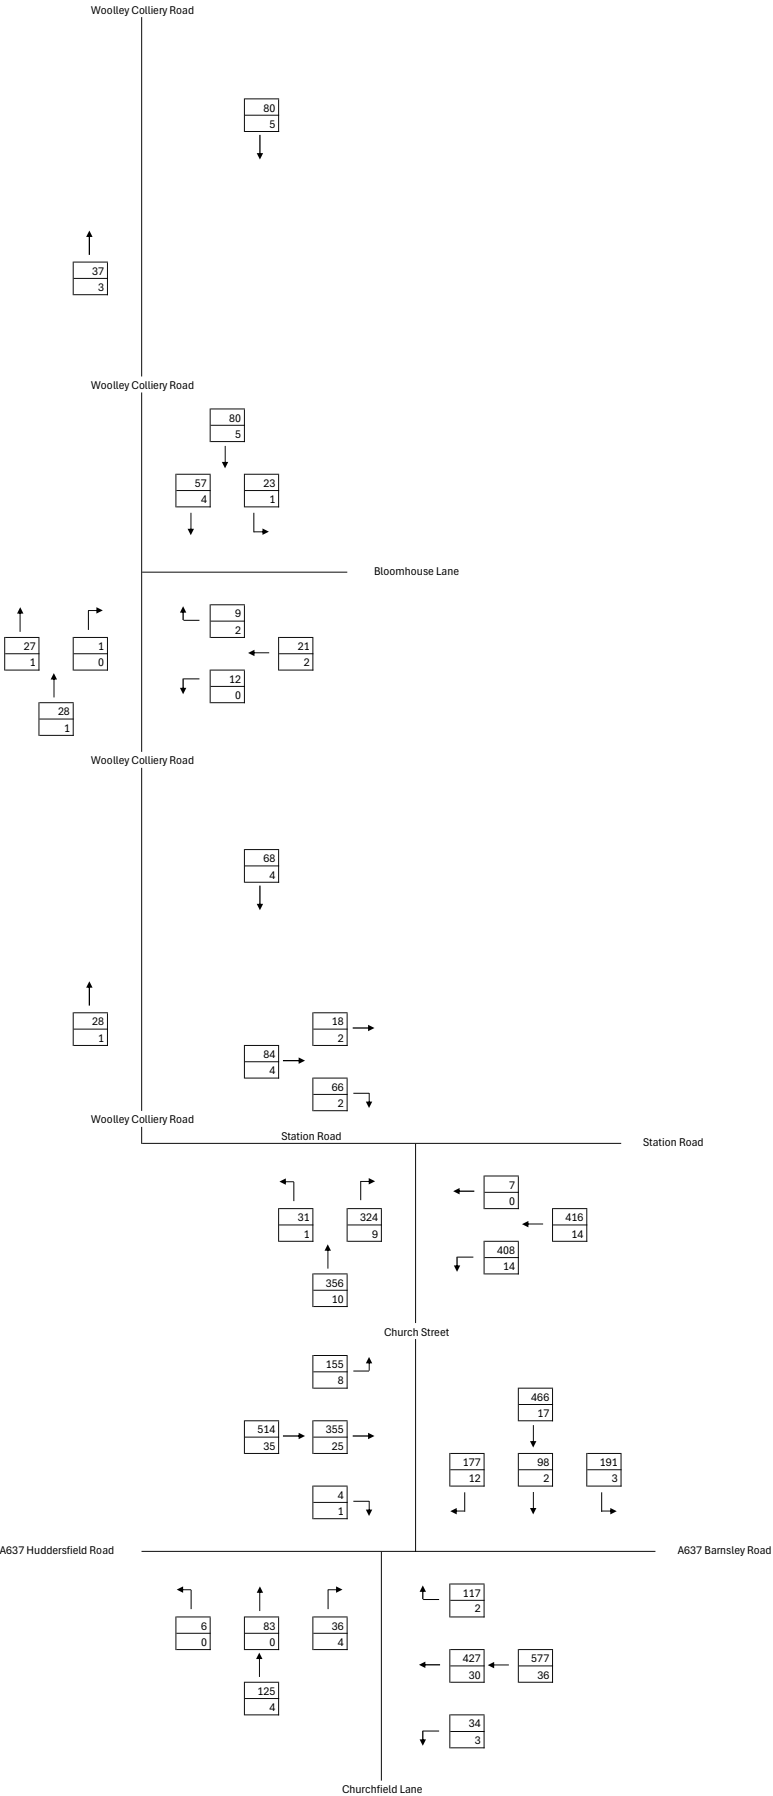 Woolley Colliery Road
80
5
37
3
Woolley Colliery Road
80
5
57 23
4 1
Bloomhouse Lane
9
2
27 1 21
1 0 2
12
0
28
1
Woolley Colliery Road
68
4
28 18
1 2
84
4
66
2
Woolley Colliery Road
Station Road
Station Road
7
0
31 324 416
1 9 14
408
14
356
10
Church Street
155
8
466
17
514 355
35 25
177 98 191
12 2 3
4
1
A637 Huddersfield Road A637 Barnsley Road
117
2
6 83 36
0 0 4
427 577
30 36
125
4
34
3
Churchfield Lane